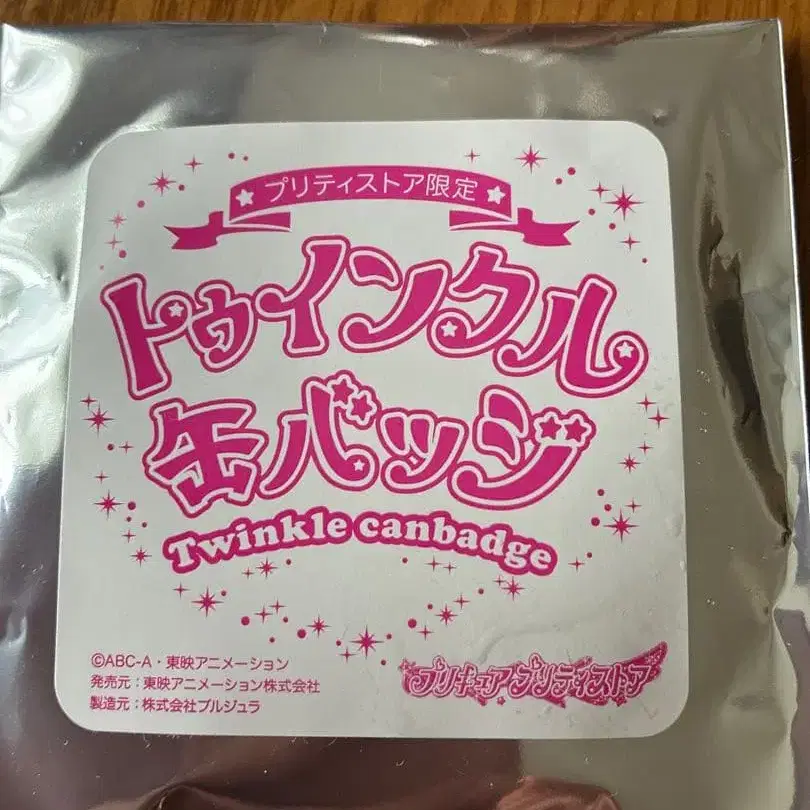 プリティストア限定
トゥインクル
缶バッジ
Twinkle canbadge
©ABC-A・東映アニメーション
発売元：東映アニメーション株式会社
製造元：株式会社ブルジュラ
プリキュア プリティストア